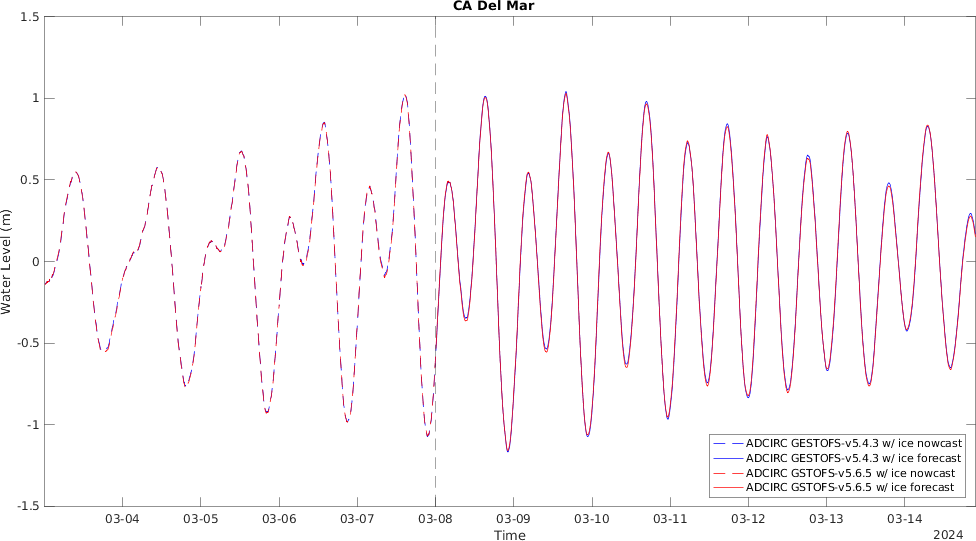 CA Del Mar
1.5
1
0.5
0
-0.5
-1
-1.5
Water Level (m)
03-04 03-05 03-06 03-07 03-08 03-09 03-10 03-11 03-12 03-13 03-14
Time
2024
ADCIRC GESTOFS-v5.4.3 w/ ice nowcast
ADCIRC GESTOFS-v5.4.3 w/ ice forecast
ADCIRC GSTOFS-v5.6.5 w/ ice nowcast
ADCIRC GSTOFS-v5.6.5 w/ ice forecast